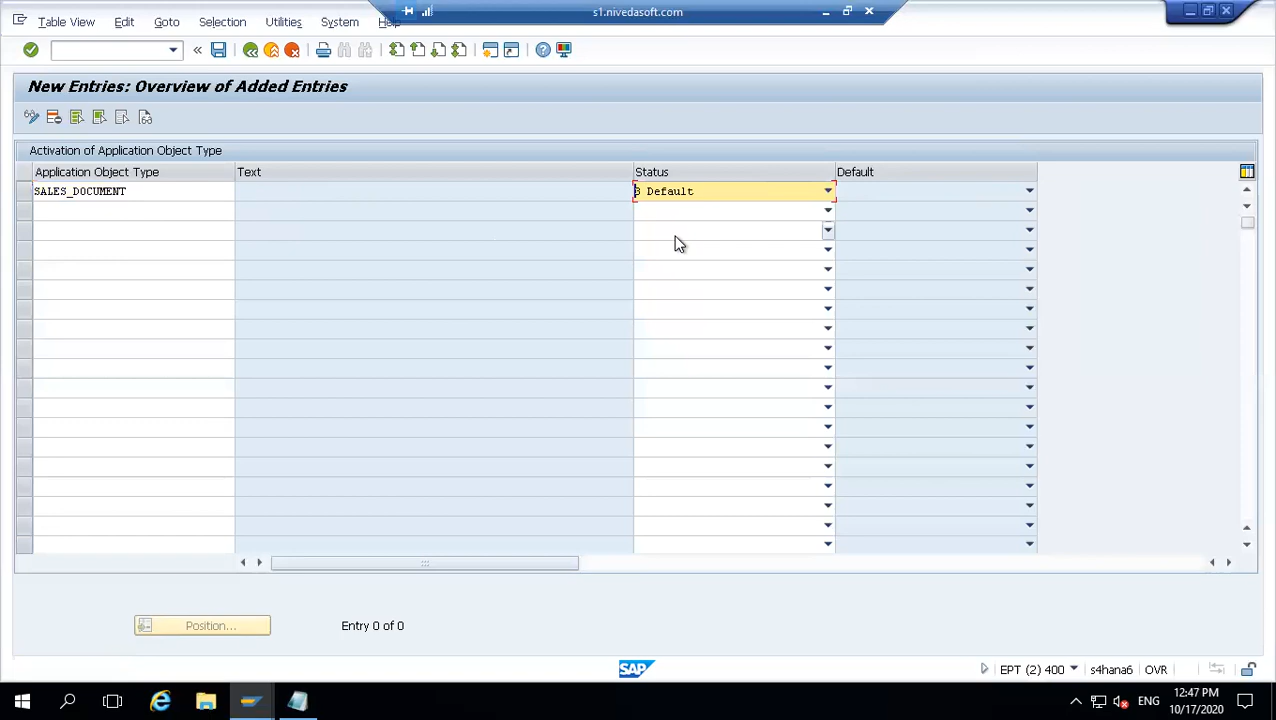 s1.nivedasoft.com
Table View Edit Goto Selection Utilities System Help
New Entries: Overview of Added Entries
Activation of Application Object Type
Application Object Type Text Status Default
SALES_DOCUMENT 3 Default
Position... Entry 0 of 0
SAP EPT (2) 400 s4hana6 OVR
ENG 12:47 PM
10/17/2020